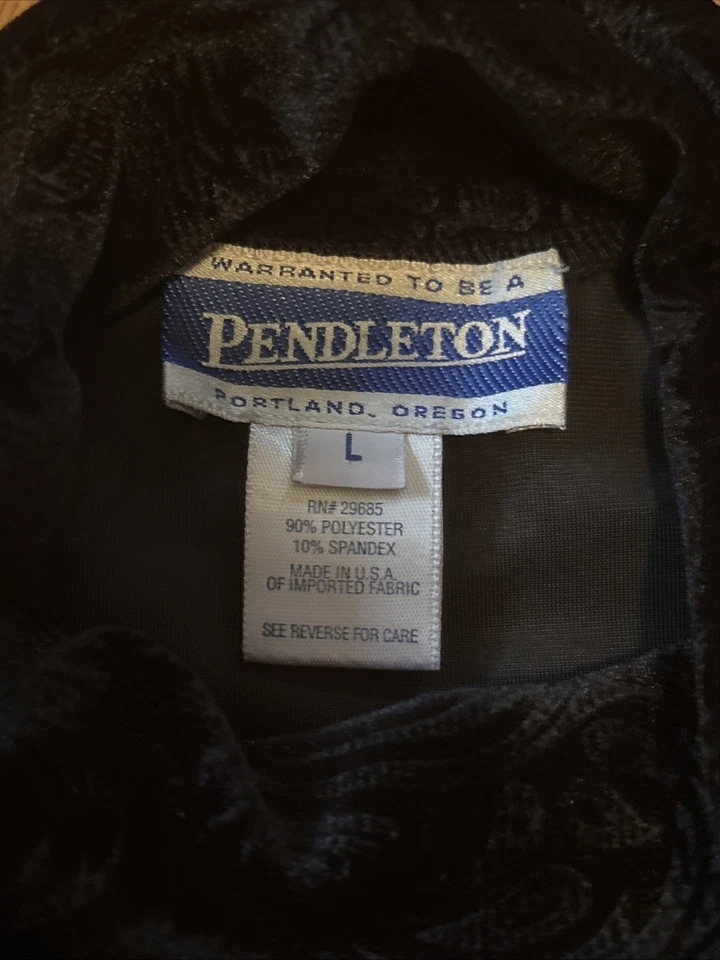 WARRANTED TO BE A
PENDLETON
PORTLAND, OREGON
L
RN# 29685
90% POLYESTER
10% SPANDEX
MADE IN U.S.A.
OF IMPORTED FABRIC
SEE REVERSE FOR CARE